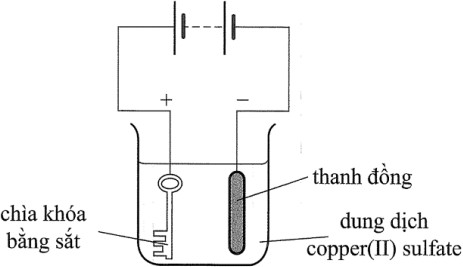 +
−
thanh đồng
chìa khóa
bằng sắt
dung dịch
copper(II) sulfate